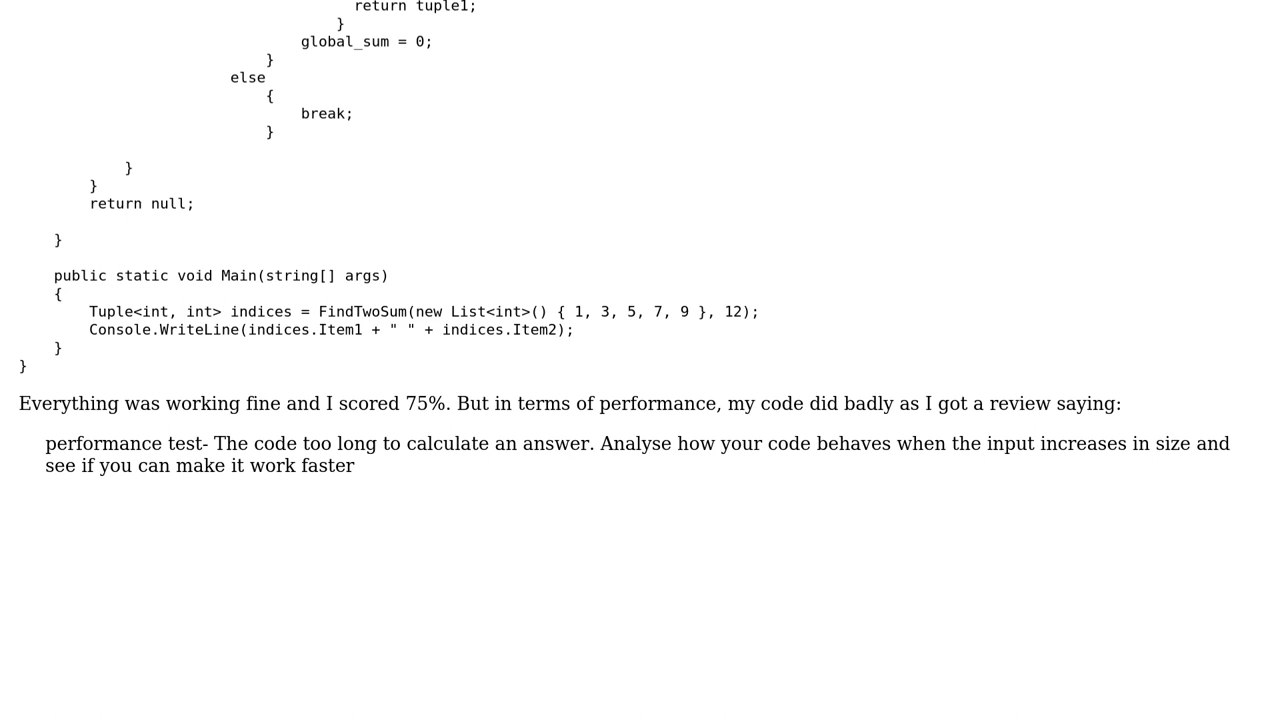 return tuple1;
}
global_sum = 0;
}
else
{
break;
}
}
}
return null;
}
public static void Main(string[] args)
{
Tuple<int, int> indices = FindTwoSum(new List<int>() { 1, 3, 5, 7, 9 }, 12);
Console.WriteLine(indices.Item1 + " " + indices.Item2);
}
}
Everything was working fine and I scored 75%. But in terms of performance, my code did badly as I got a review saying:
performance test- The code too long to calculate an answer. Analyse how your code behaves when the input increases in size and
see if you can make it work faster